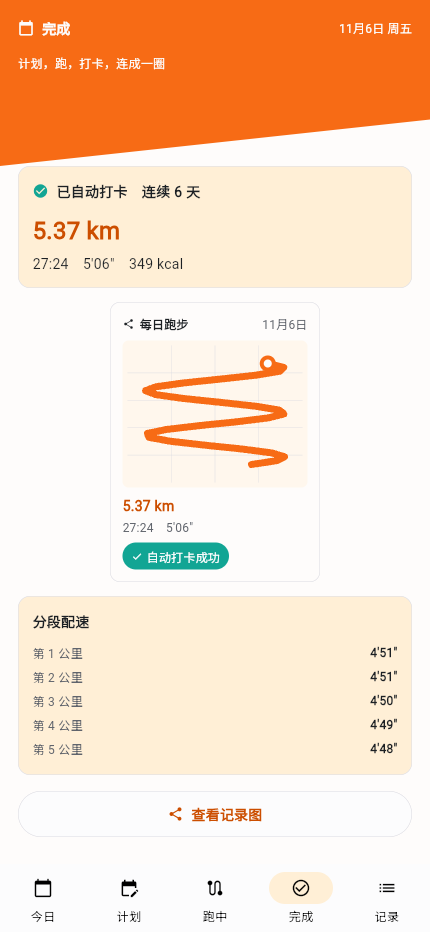 完成 11月6日 周五
计划，跑，打卡，连成一圈
已自动打卡 连续 6 天
5.37 km
27:24 5'06" 349 kcal
每日跑步 11月6日
5.37 km
27:24 5'06"
自动打卡成功
分段配速
第 1 公里 4'51"
第 2 公里 4'51"
第 3 公里 4'50"
第 4 公里 4'49"
第 5 公里 4'48"
查看记录图
今日 计划 跑中 完成 记录